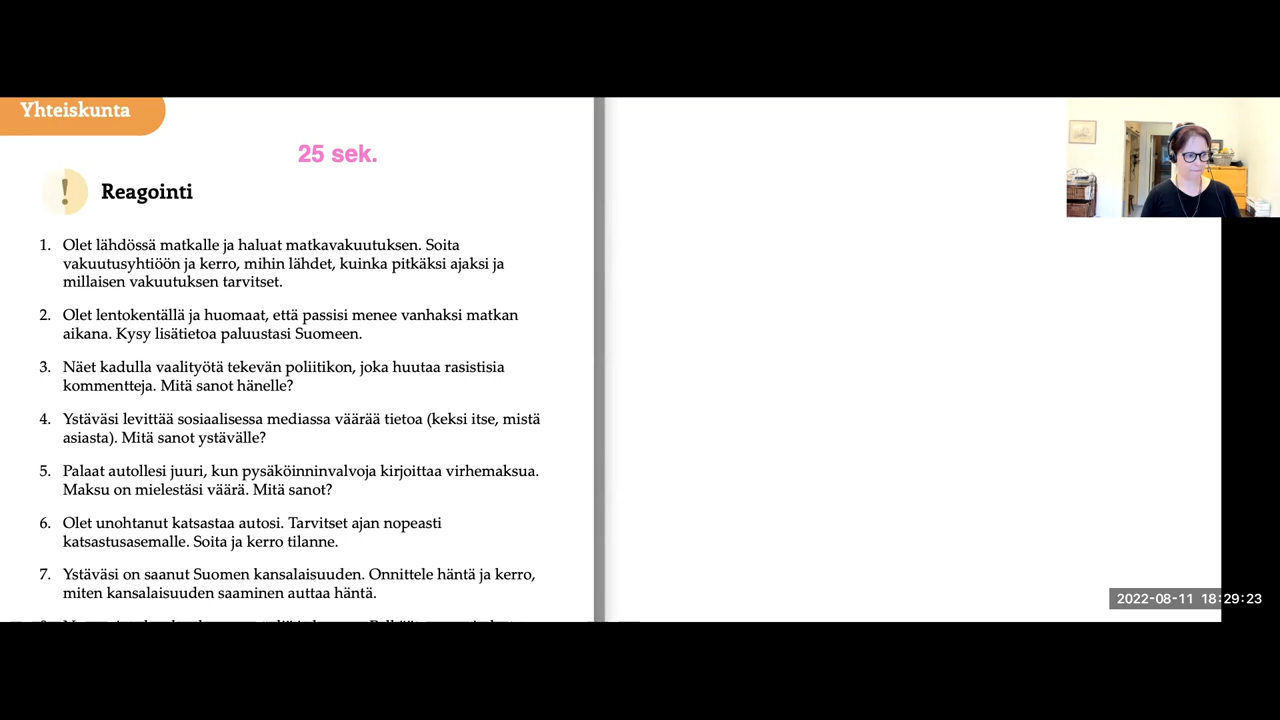 Yhteiskunta
25 sek.
!
Reagointi
1. Olet lähdössä matkalle ja haluat matkavakuutuksen. Soita
vakuutusyhtiöön ja kerro, mihin lähdet, kuinka pitkäksi ajaksi ja
millaisen vakuutuksen tarvitset.
2. Olet lentokentällä ja huomaat, että passisi menee vanhaksi matkan
aikana. Kysy lisätietoa paluustasi Suomeen.
3. Näet kadulla vaalityötä tekevän poliitikon, joka huutaa rasistisia
kommentteja. Mitä sanot hänelle?
4. Ystäväsi levittää sosiaalisessa mediassa väärää tietoa (keksi itse, mistä
asiasta). Mitä sanot ystävälle?
5. Palaat autollesi juuri, kun pysäköinninvalvoja kirjoittaa virhemaksua.
Maksu on mielestäsi väärä. Mitä sanot?
6. Olet unohtanut katsastaa autosi. Tarvitset ajan nopeasti
katsastusasemalle. Soita ja kerro tilanne.
7. Ystäväsi on saanut Suomen kansalaisuuden. Onnittele häntä ja kerro,
miten kansalaisuuden saaminen auttaa häntä.
2022-08-11 18:29:23